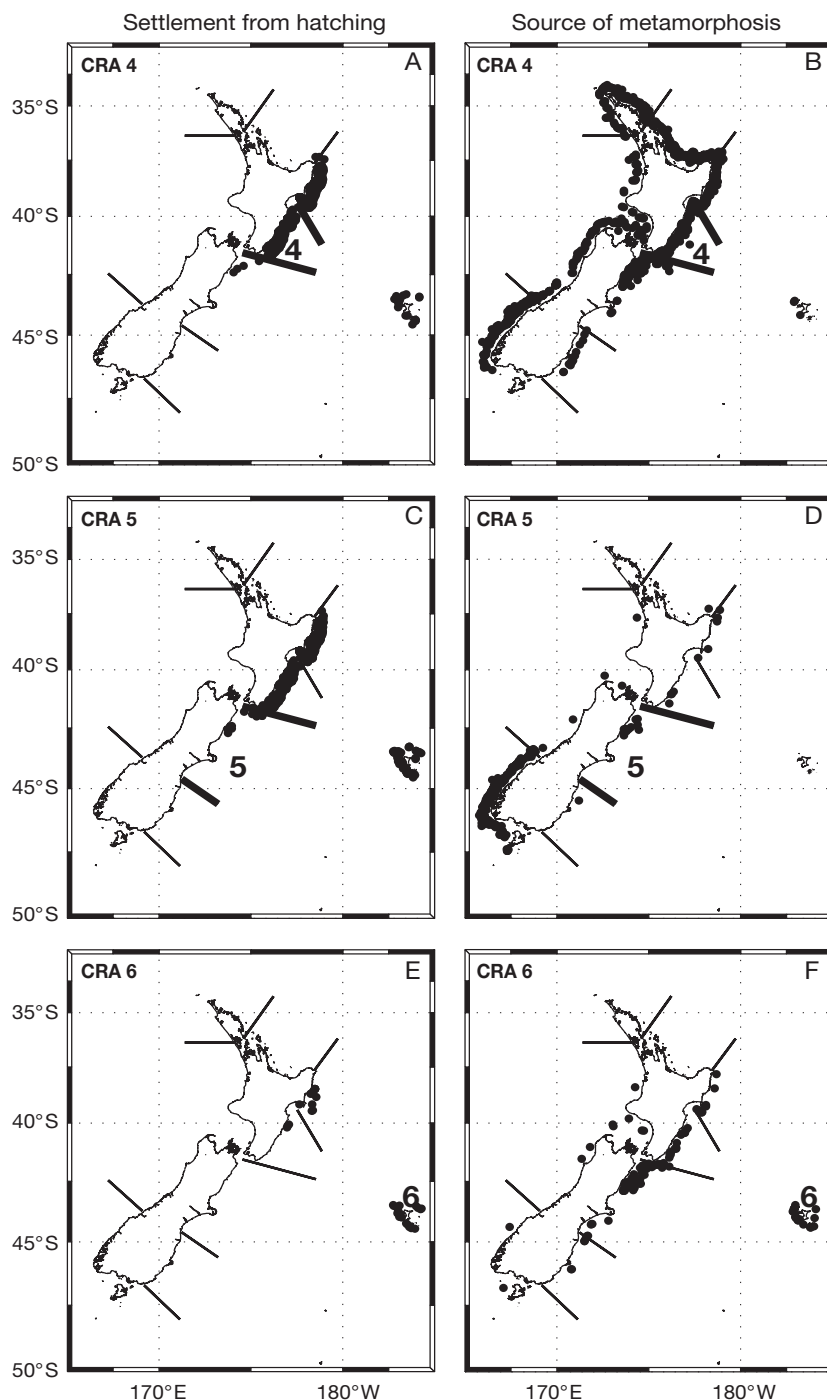 Settlement from hatching
Source of metamorphosis
CRA 4
A
CRA 4
B
35°S
40°S
4
4
45°S
50°S
CRA 5
C
CRA 5
D
35°S
40°S
5
5
45°S
50°S
CRA 6
E
CRA 6
F
35°S
40°S
6
6
45°S
50°S
170°E
180°W
170°E
180°W